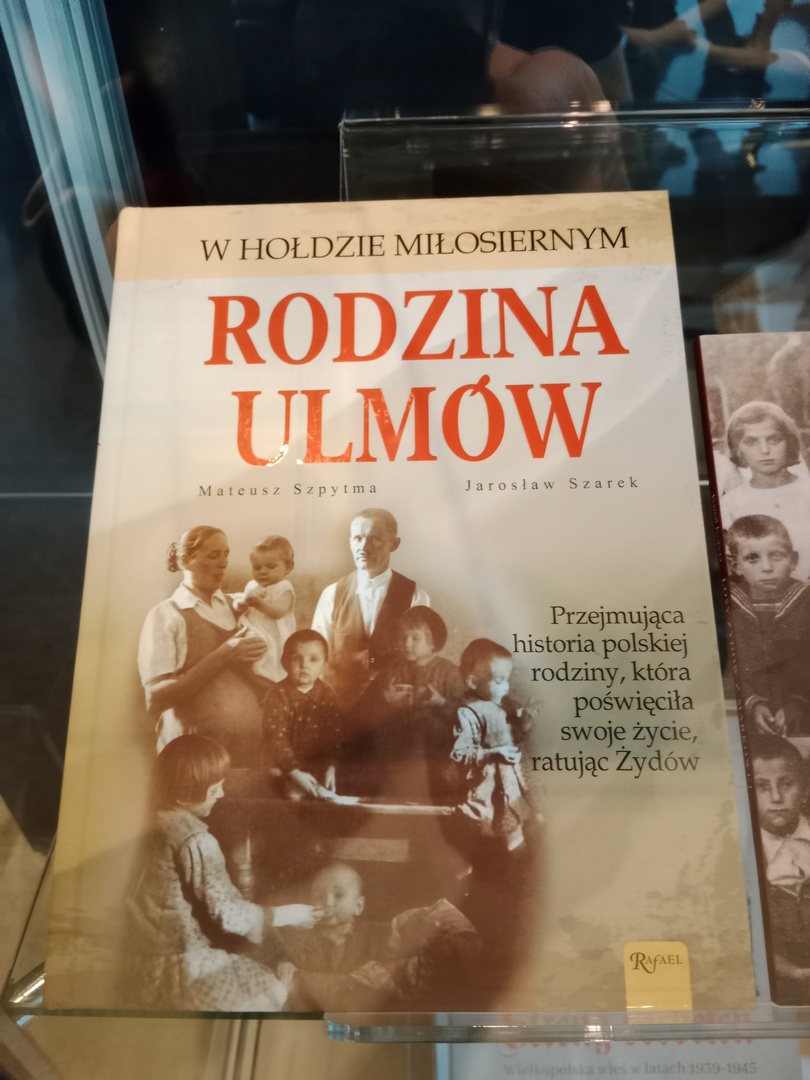 W HOŁDZIE MIŁOSIERNYM
RODZINA
ULMÓW
Mateusz Szpytma
Jarosław Szarek
Przejmująca
historia polskiej
rodziny, która
poświęciła
swoje życie,
ratując Żydów
RAFAEL
Wielkopolska wieś w latach 1939-1945